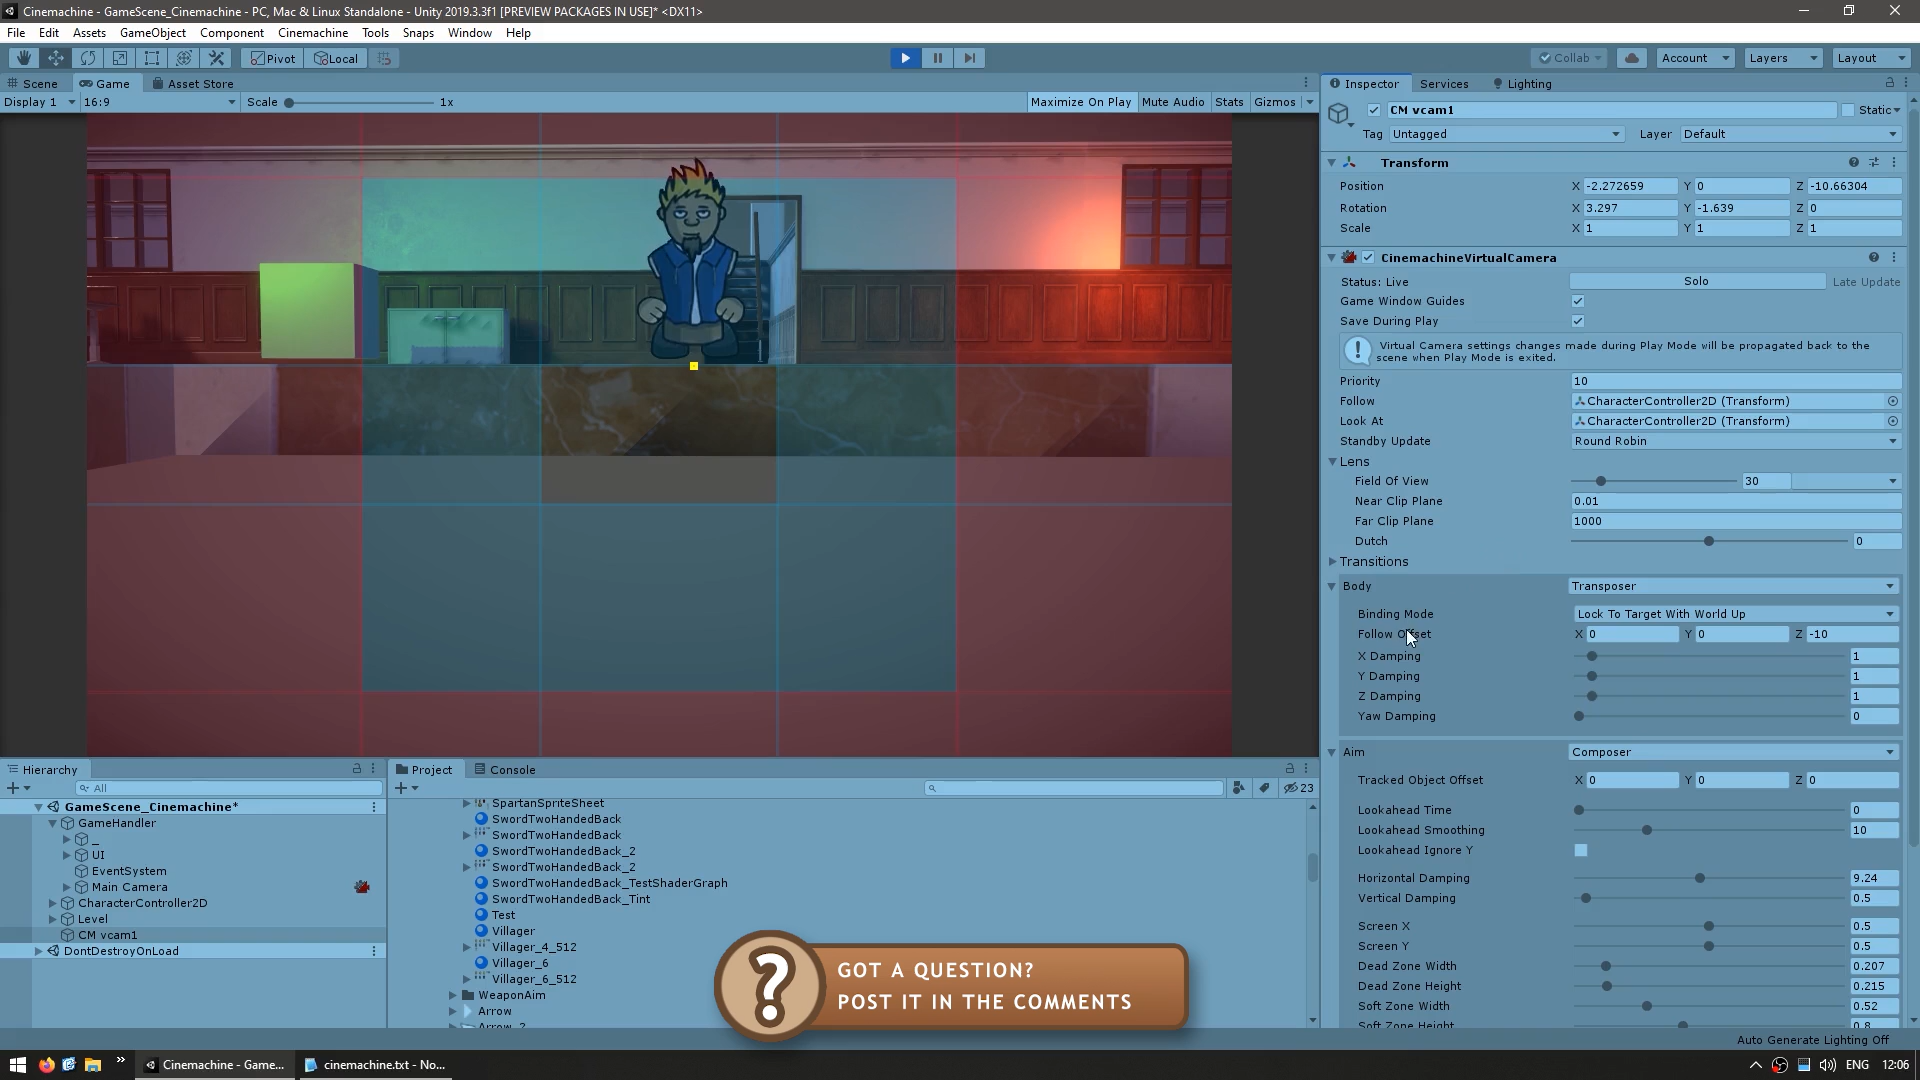 Cinemachine - GameScene_Cinemachine - PC, Mac & Linux Standalone - Unity 2019.3.3f1 [PREVIEW PACKAGES IN USE]* <DX11>
File Edit Assets GameObject Component Cinemachine Tools Snaps Window Help
Pivot Local Collab Account Layers Layout
Scene Game Asset Store
Display 1 16:9 Scale 1x Maximize On Play Mute Audio Stats Gizmos
Inspector Services Lighting
CM vcam1 Static
Tag Untagged Layer Default
Transform
Position X -2.272659 Y 0 Z -10.66304
Rotation X 3.297 Y -1.639 Z 0
Scale X 1 Y 1 Z 1
CinemachineVirtualCamera
Status: Live Solo Late Update
Game Window Guides
Save During Play
Virtual Camera settings changes made during Play Mode will be propagated back to the
scene when Play Mode is exited.
Priority 10
Follow CharacterController2D (Transform)
Look At CharacterController2D (Transform)
Standby Update Round Robin
Lens
Field Of View 30
Near Clip Plane 0.01
Far Clip Plane 1000
Dutch 0
Transitions
Body Transposer
Binding Mode Lock To Target With World Up
Follow Offset X 0 Y 0 Z -10
X Damping 1
Y Damping 1
Z Damping 1
Yaw Damping 0
Aim Composer
Tracked Object Offset X 0 Y 0 Z 0
Lookahead Time 0
Lookahead Smoothing 10
Lookahead Ignore Y
Horizontal Damping 9.24
Vertical Damping 0.5
Screen X 0.5
Screen Y 0.5
Dead Zone Width 0.207
Dead Zone Height 0.215
Soft Zone Width 0.52
Soft Zone Height 0.8
Hierarchy
All
GameScene_Cinemachine*
GameHandler
_
UI
EventSystem
Main Camera
CharacterController2D
Level
CM vcam1
DontDestroyOnLoad
Project Console
23
SpartanSpriteSheet
SwordTwoHandedBack
SwordTwoHandedBack
SwordTwoHandedBack_2
SwordTwoHandedBack_2
SwordTwoHandedBack_TestShaderGraph
SwordTwoHandedBack_Tint
Test
Villager
Villager_4_512
Villager_6
Villager_6_512
WeaponAim
Arrow
Arrow_2
GOT A QUESTION?
POST IT IN THE COMMENTS
Auto Generate Lighting Off
Cinemachine - Game... cinemachine.txt - No... ENG 12:06